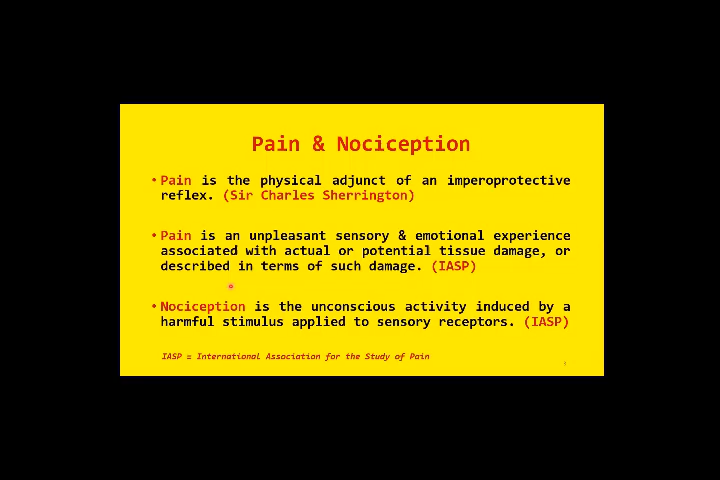 Pain & Nociception
• Pain is the physical adjunct of an imperoprotective
reflex. (Sir Charles Sherrington)
• Pain is an unpleasant sensory & emotional experience
associated with actual or potential tissue damage, or
described in terms of such damage. (IASP)
• Nociception is the unconscious activity induced by a
harmful stimulus applied to sensory receptors. (IASP)
IASP = International Association for the Study of Pain